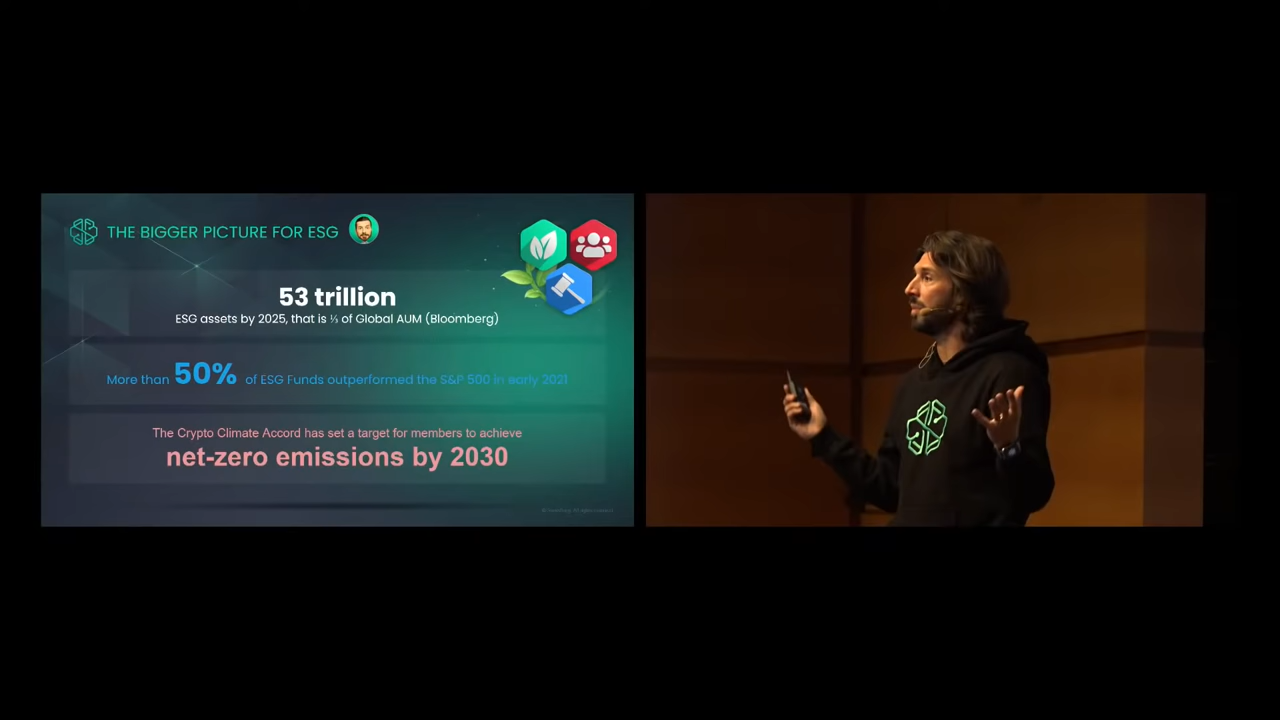 THE BIGGER PICTURE FOR ESG
53 trillion
ESG assets by 2025, that is ⅓ of Global AUM (Bloomberg)
More than 50% of ESG Funds outperformed the S&P 500 in early 2021
The Crypto Climate Accord has set a target for members to achieve
net-zero emissions by 2030